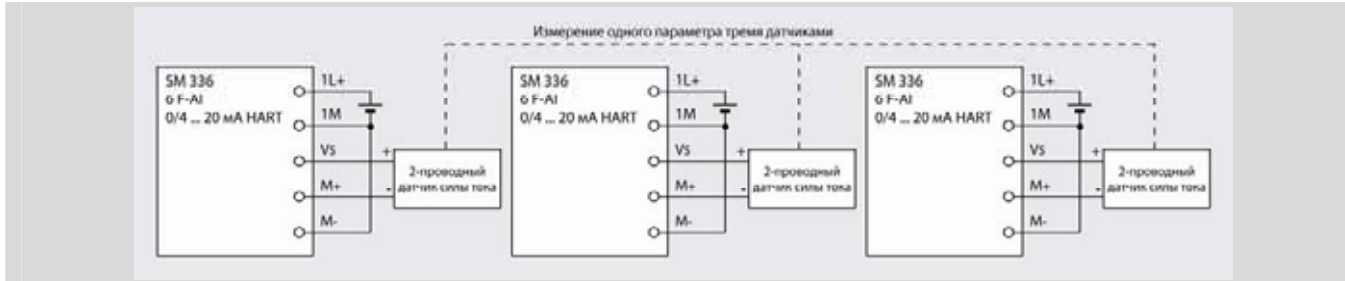 Измерение одного параметра тремя датчиками
SM 336
6 F-AI
0/4 ... 20 мА HART
1L+
1M
VS
M+
M-
+
-
2-проводный
датчик силы тока
SM 336
6 F-AI
0/4 ... 20 мА HART
1L+
1M
VS
M+
M-
+
-
2-проводный
датчик силы тока
SM 336
6 F-AI
0/4 ... 20 мА HART
1L+
1M
VS
M+
M-
+
-
2-проводный
датчик силы тока